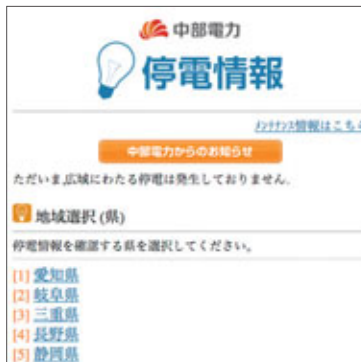 中部電力
停電情報
メンテナンス情報はこちら
中部電力からのお知らせ
ただいま,広域にわたる停電は発生しておりません.
地域選択 (県)
停電情報を確認する県を選択してください。
[1] 愛知県
[2] 岐阜県
[3] 三重県
[4] 長野県
[5] 静岡県